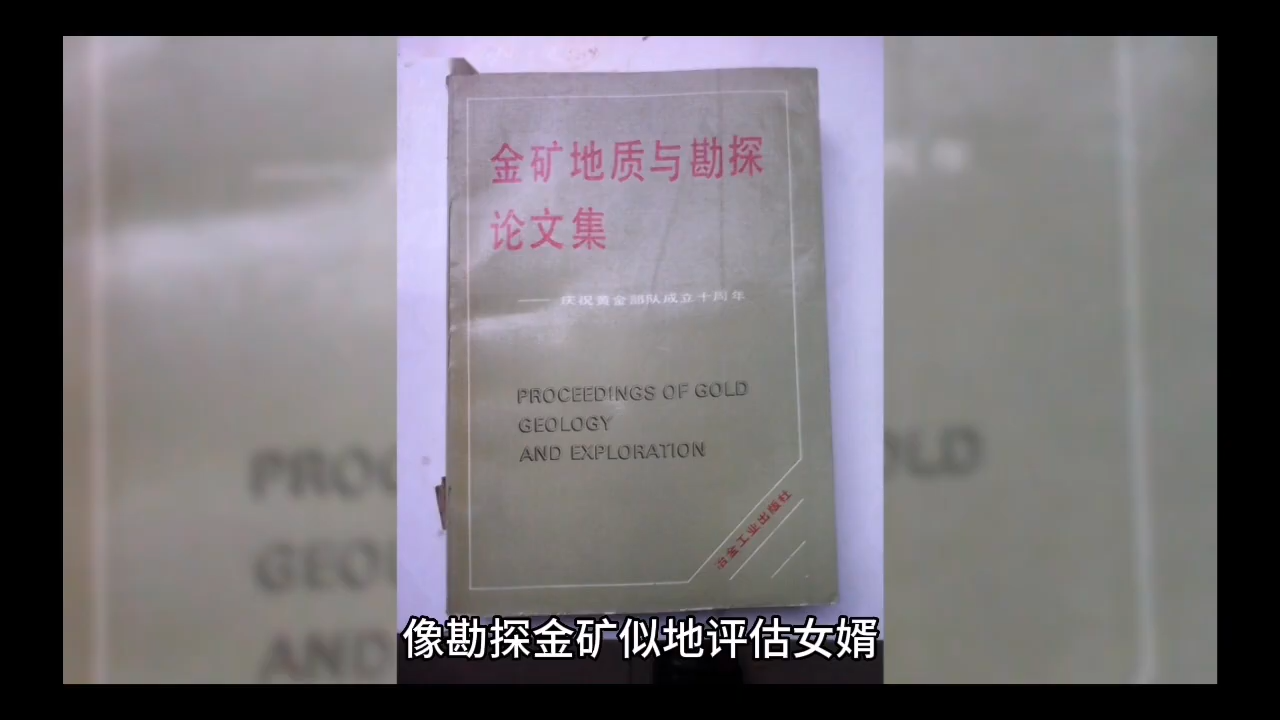 金矿地质与勘探
论文集
—— 庆祝黄金部队成立十周年
PROCEEDINGS OF GOLD
GEOLOGY
AND EXPLORATION
冶金工业出版社
像勘探金矿似地评估女婿